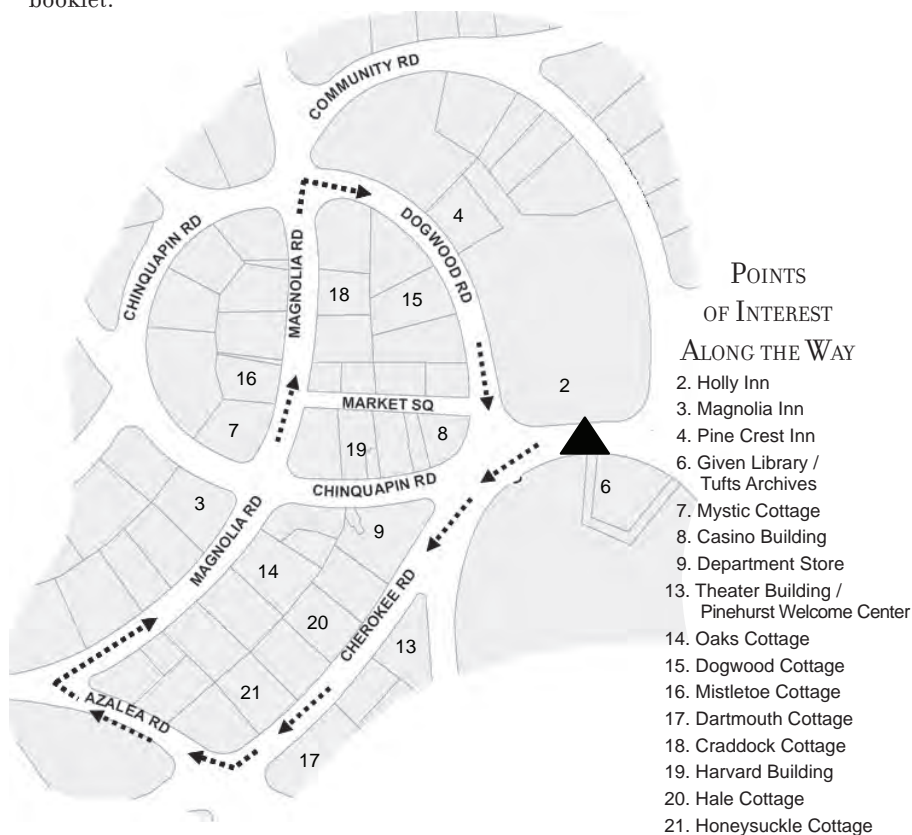 booklet.
COMMUNITY RD
CHINQUAPIN RD
MAGNOLIA RD
DOGWOOD RD
4
18
15
16
MARKET SQ
2
7
19
8
CHINQUAPIN RD
6
3
MAGNOLIA RD
9
14
CHEROKEE RD
20
13
21
AZALEA RD
17
POINTS
OF INTEREST
ALONG THE WAY
2. Holly Inn
3. Magnolia Inn
4. Pine Crest Inn
6. Given Library /
Tufts Archives
7. Mystic Cottage
8. Casino Building
9. Department Store
13. Theater Building /
Pinehurst Welcome Center
14. Oaks Cottage
15. Dogwood Cottage
16. Mistletoe Cottage
17. Dartmouth Cottage
18. Craddock Cottage
19. Harvard Building
20. Hale Cottage
21. Honeysuckle Cottage